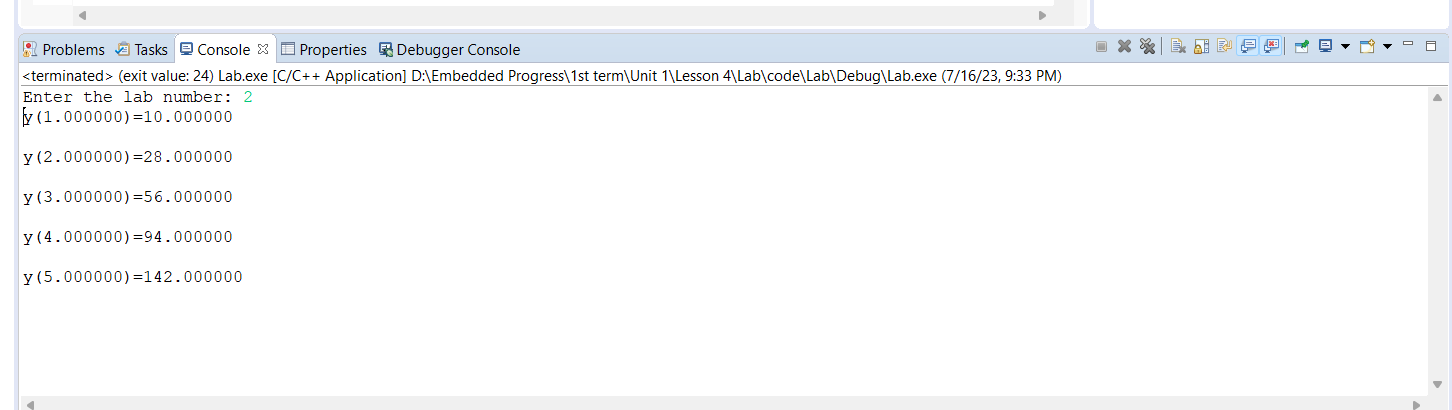 Problems Tasks Console Properties Debugger Console
<terminated> (exit value: 24) Lab.exe [C/C++ Application] D:\Embedded Progress\1st term\Unit 1\Lesson 4\Lab\code\Lab\Debug\Lab.exe (7/16/23, 9:33 PM)
Enter the lab number: 2
y(1.000000)=10.000000
y(2.000000)=28.000000
y(3.000000)=56.000000
y(4.000000)=94.000000
y(5.000000)=142.000000